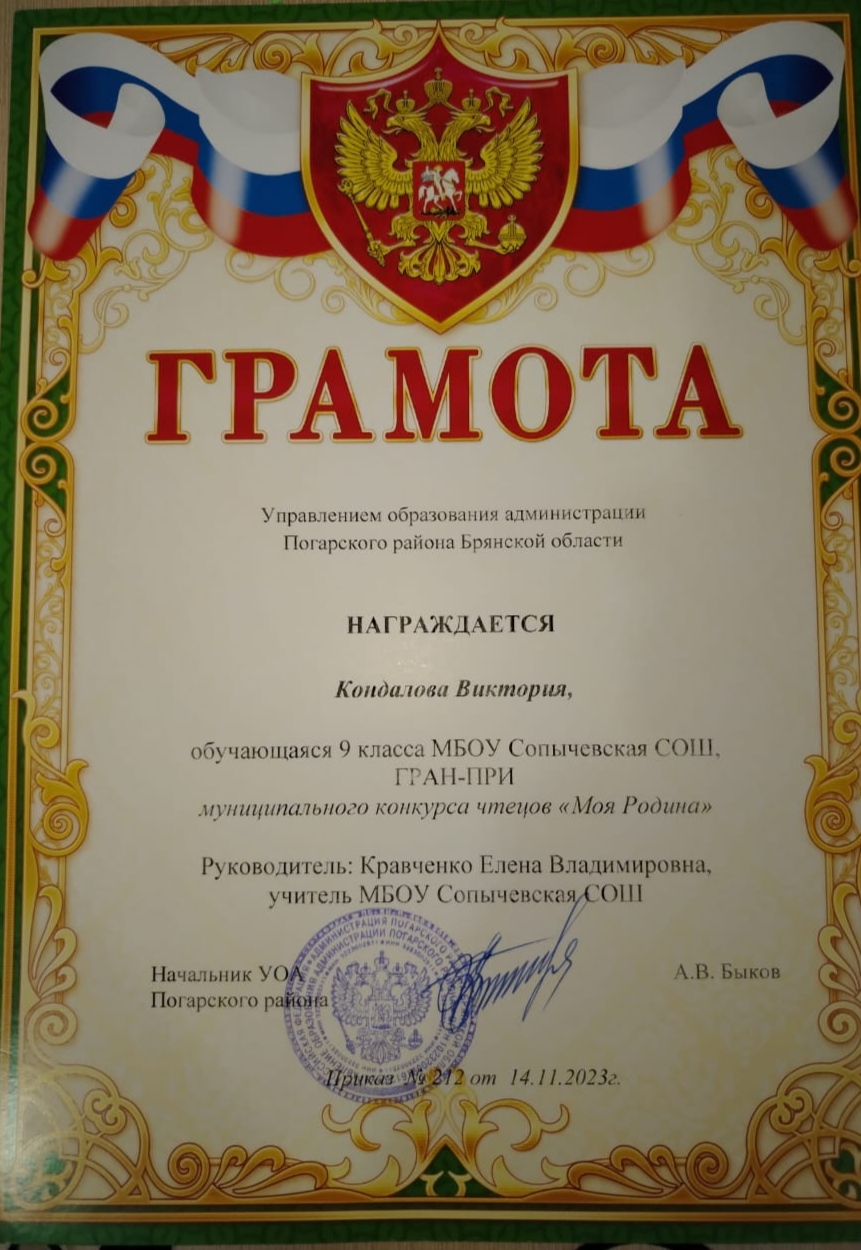 ГРАМОТА
Управлением образования администрации
Погарского района Брянской области
НАГРАЖДАЕТСЯ
Кондалова Виктория,
обучающаяся 9 класса МБОУ Сопычевская СОШ,
ГРАН-ПРИ
муниципального конкурса чтецов «Моя Родина»
Руководитель: Кравченко Елена Владимировна,
учитель МБОУ Сопычевская СОШ
Начальник УОА
Погарского района
А.В. Быков
Приказ № 212 от 14.11.2023г.